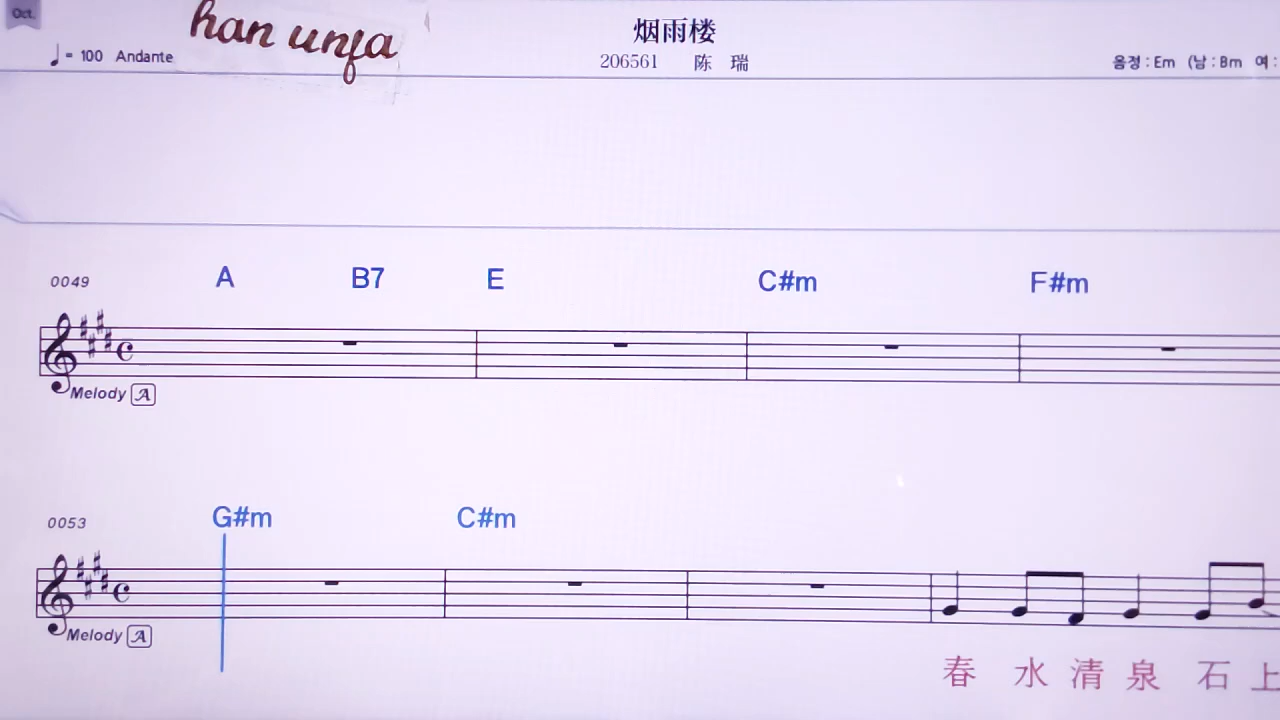 Oct.
han unfa
烟雨楼
♩= 100 Andante
206561 陈 瑞
음정 : Em (남 : Bm 여 :
0049 A B7 E C#m F#m
Melody A
0053 G#m C#m
Melody A
春 水 清 泉 石 上